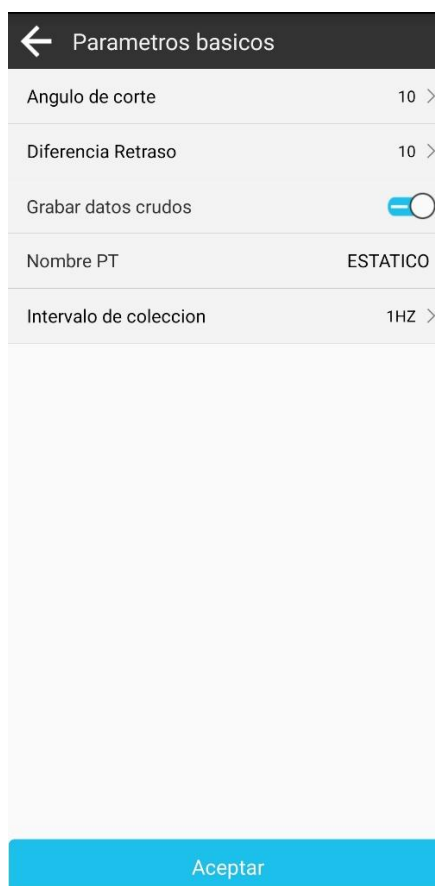 Parametros basicos
Angulo de corte 10
Diferencia Retraso 10
Grabar datos crudos
Nombre PT ESTATICO
Intervalo de coleccion 1HZ
Aceptar